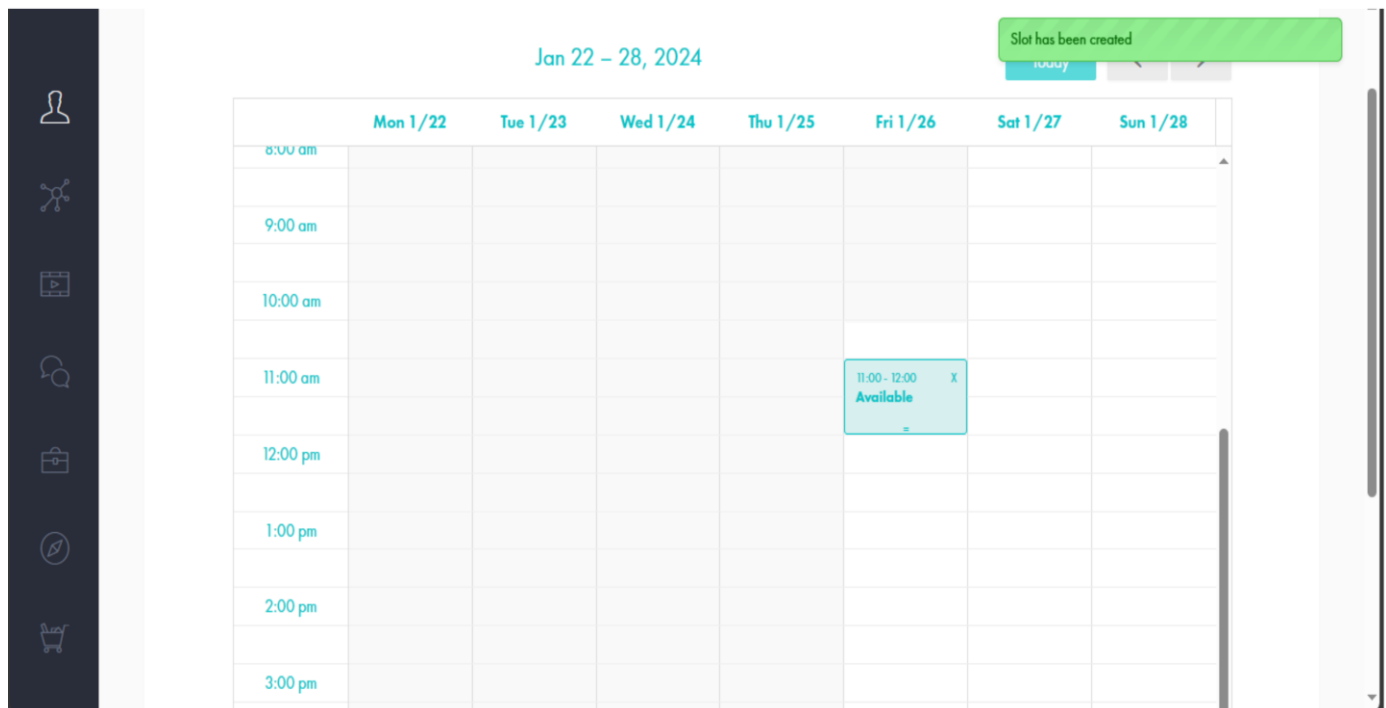 Slot has been created
Jan 22 – 28, 2024
Today
Mon 1/22 Tue 1/23 Wed 1/24 Thu 1/25 Fri 1/26 Sat 1/27 Sun 1/28
8:00 am
9:00 am
10:00 am
11:00 am
11:00 - 12:00 X
Available
=
12:00 pm
1:00 pm
2:00 pm
3:00 pm